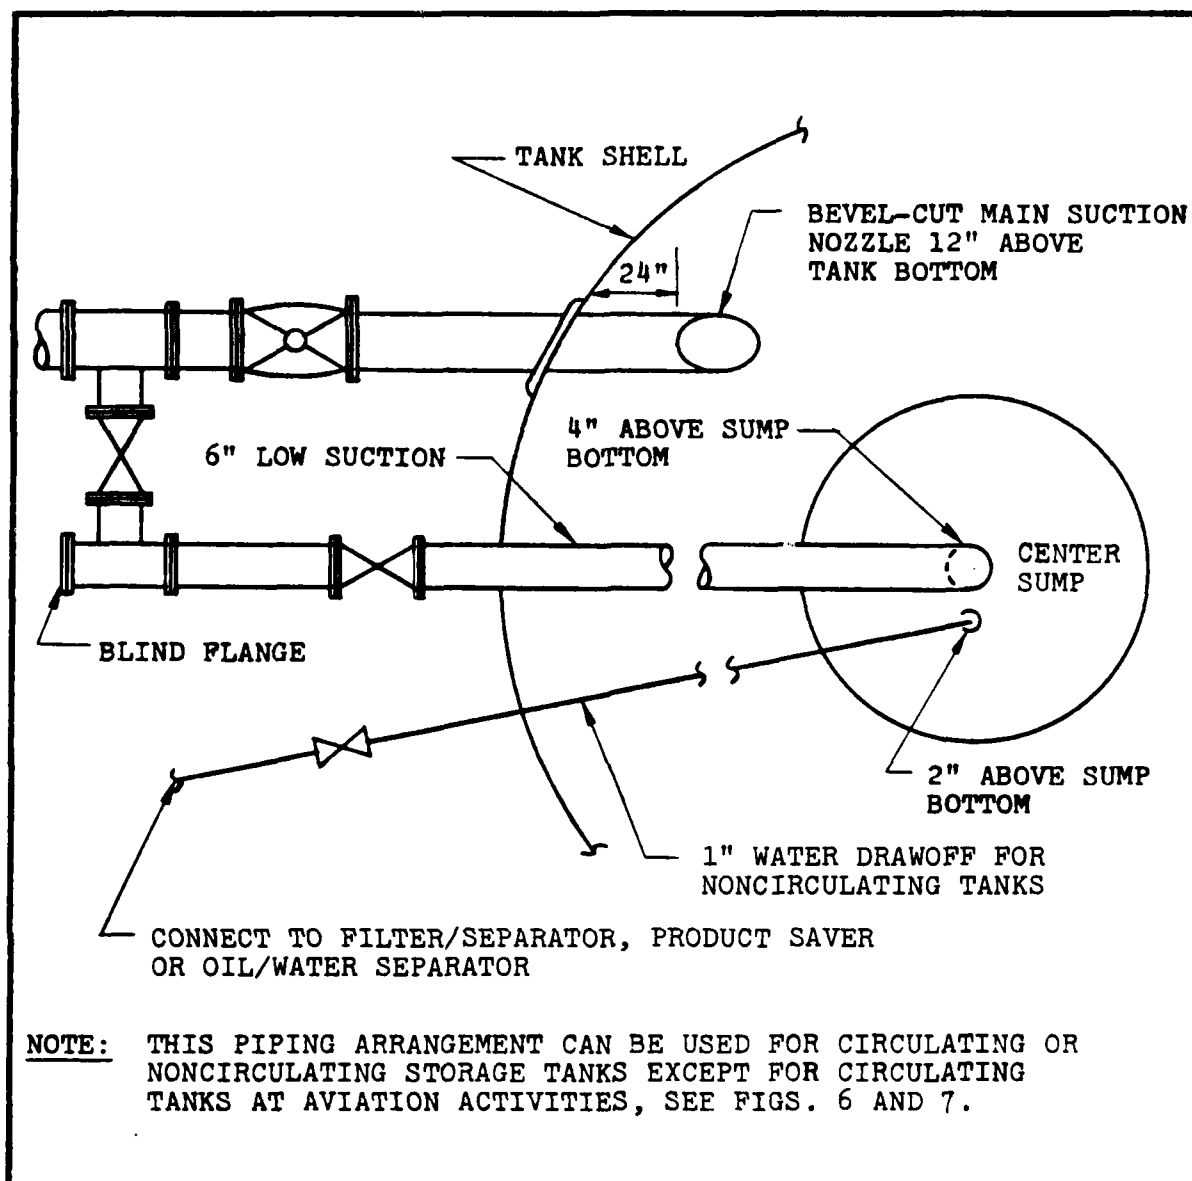 TANK SHELL
BEVEL-CUT MAIN SUCTION
NOZZLE 12" ABOVE
TANK BOTTOM
24"
4" ABOVE SUMP
BOTTOM
6" LOW SUCTION
CENTER
SUMP
BLIND FLANGE
2" ABOVE SUMP
BOTTOM
1" WATER DRAWOFF FOR
NONCIRCULATING TANKS
CONNECT TO FILTER/SEPARATOR, PRODUCT SAVER
OR OIL/WATER SEPARATOR
NOTE: THIS PIPING ARRANGEMENT CAN BE USED FOR CIRCULATING OR
NONCIRCULATING STORAGE TANKS EXCEPT FOR CIRCULATING
TANKS AT AVIATION ACTIVITIES, SEE FIGS. 6 AND 7.